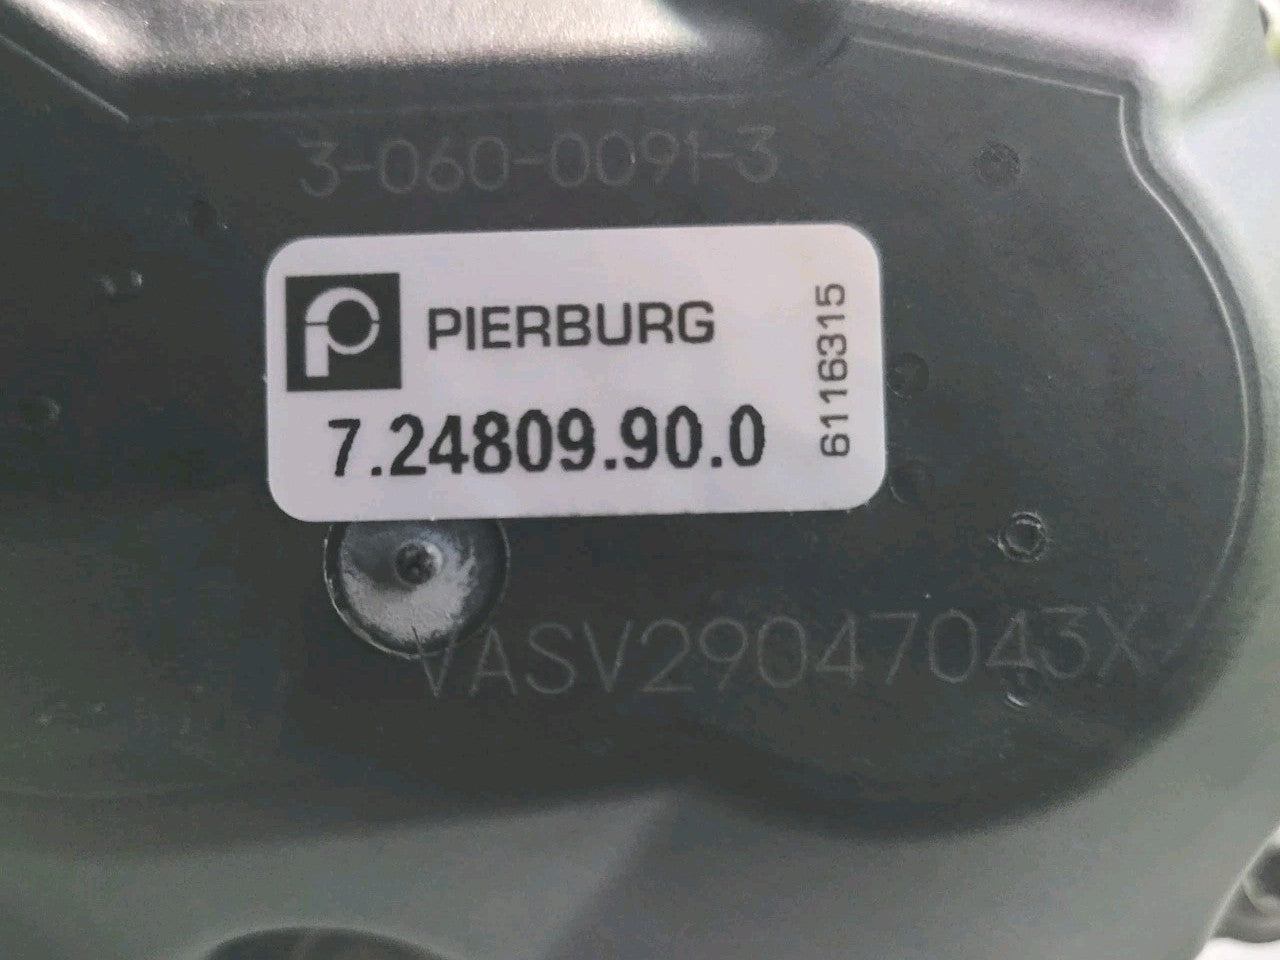 3-060-0091-3
PIERBURG
7.24809.90.0
6116315
VASV29047043X